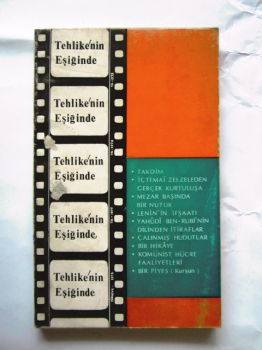 Tehlike'nin
Eşiğinde
Tehlike'nin
Eşiğinde
Tehlike'nin
Eşiğinde
Tehlike'nin
Eşiğinde
Tehlike'nin
Eşiğinde
• TAKDİM
• İÇTİMAİ ZELZELEDEN
GERÇEK KURTULUŞA
• MEZAR BAŞINDA
BİR NUTUK
• LENİN'İN İFŞAATI
• YAHÛDİ BEN-RUBİ'NİN
DİLİNDEN İTİRAFLAR
• ÇALINMIŞ HUDUTLAR
• BİR HİKÂYE
• KOMÜNİST HÜCRE
FAALİYETLERİ
• BİR PİYES ( Kurşun )